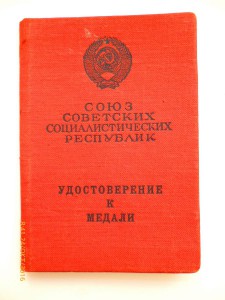 СОЮЗ
СОВЕТСКИХ
СОЦИАЛИСТИЧЕСКИХ
РЕСПУБЛИК
УДОСТОВЕРЕНИЕ
К
МЕДАЛИ